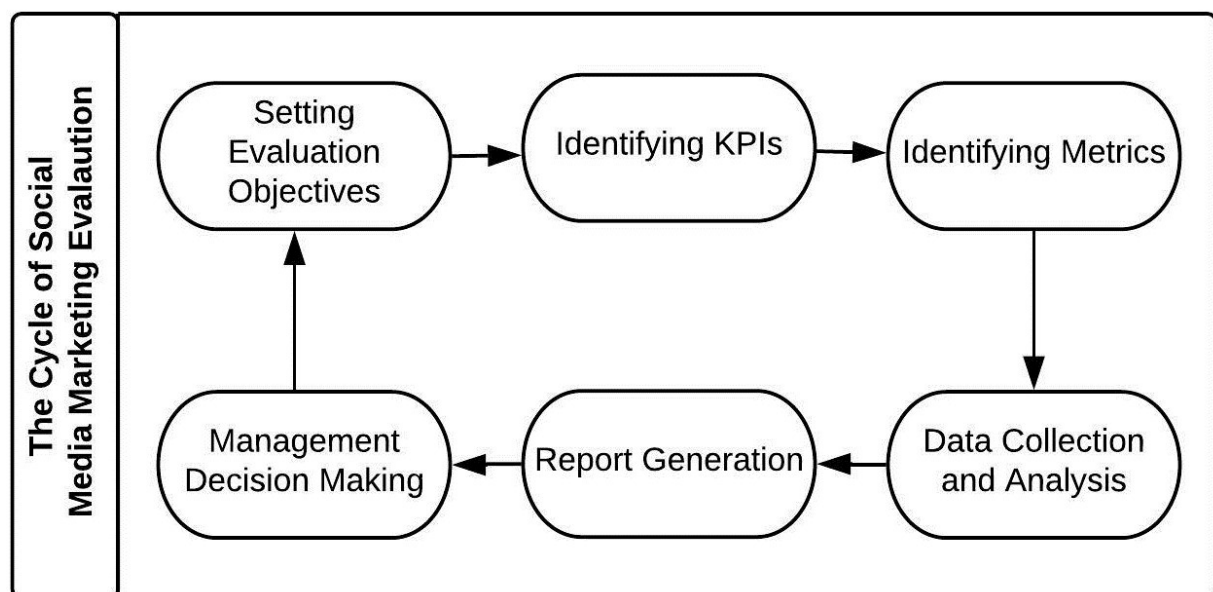 The Cycle of Social
Media Marketing Evalaution
Setting
Evaluation
Objectives
Identifying KPIs
Identifying Metrics
Management
Decision Making
Report Generation
Data Collection
and Analysis